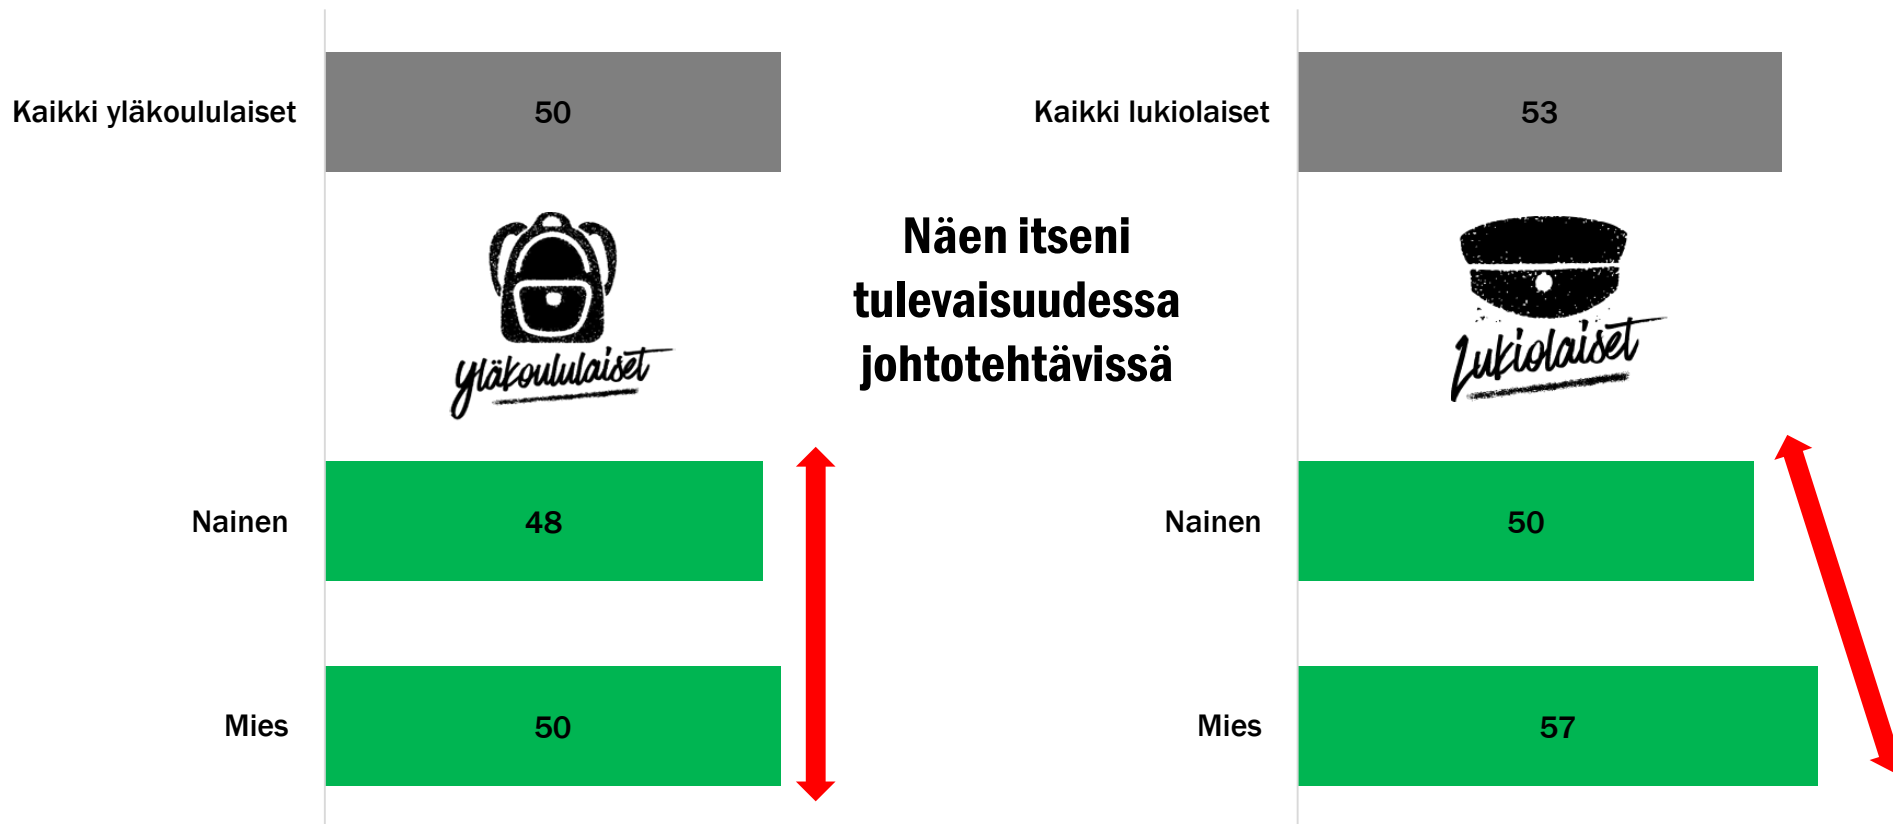 Kaikki yläkoululaiset
50
Yläkoululaiset
Nainen
48
Mies
50
Näen itseni
tulevaisuudessa
johtotehtävissä
Kaikki lukiolaiset
53
Lukiolaiset
Nainen
50
Mies
57